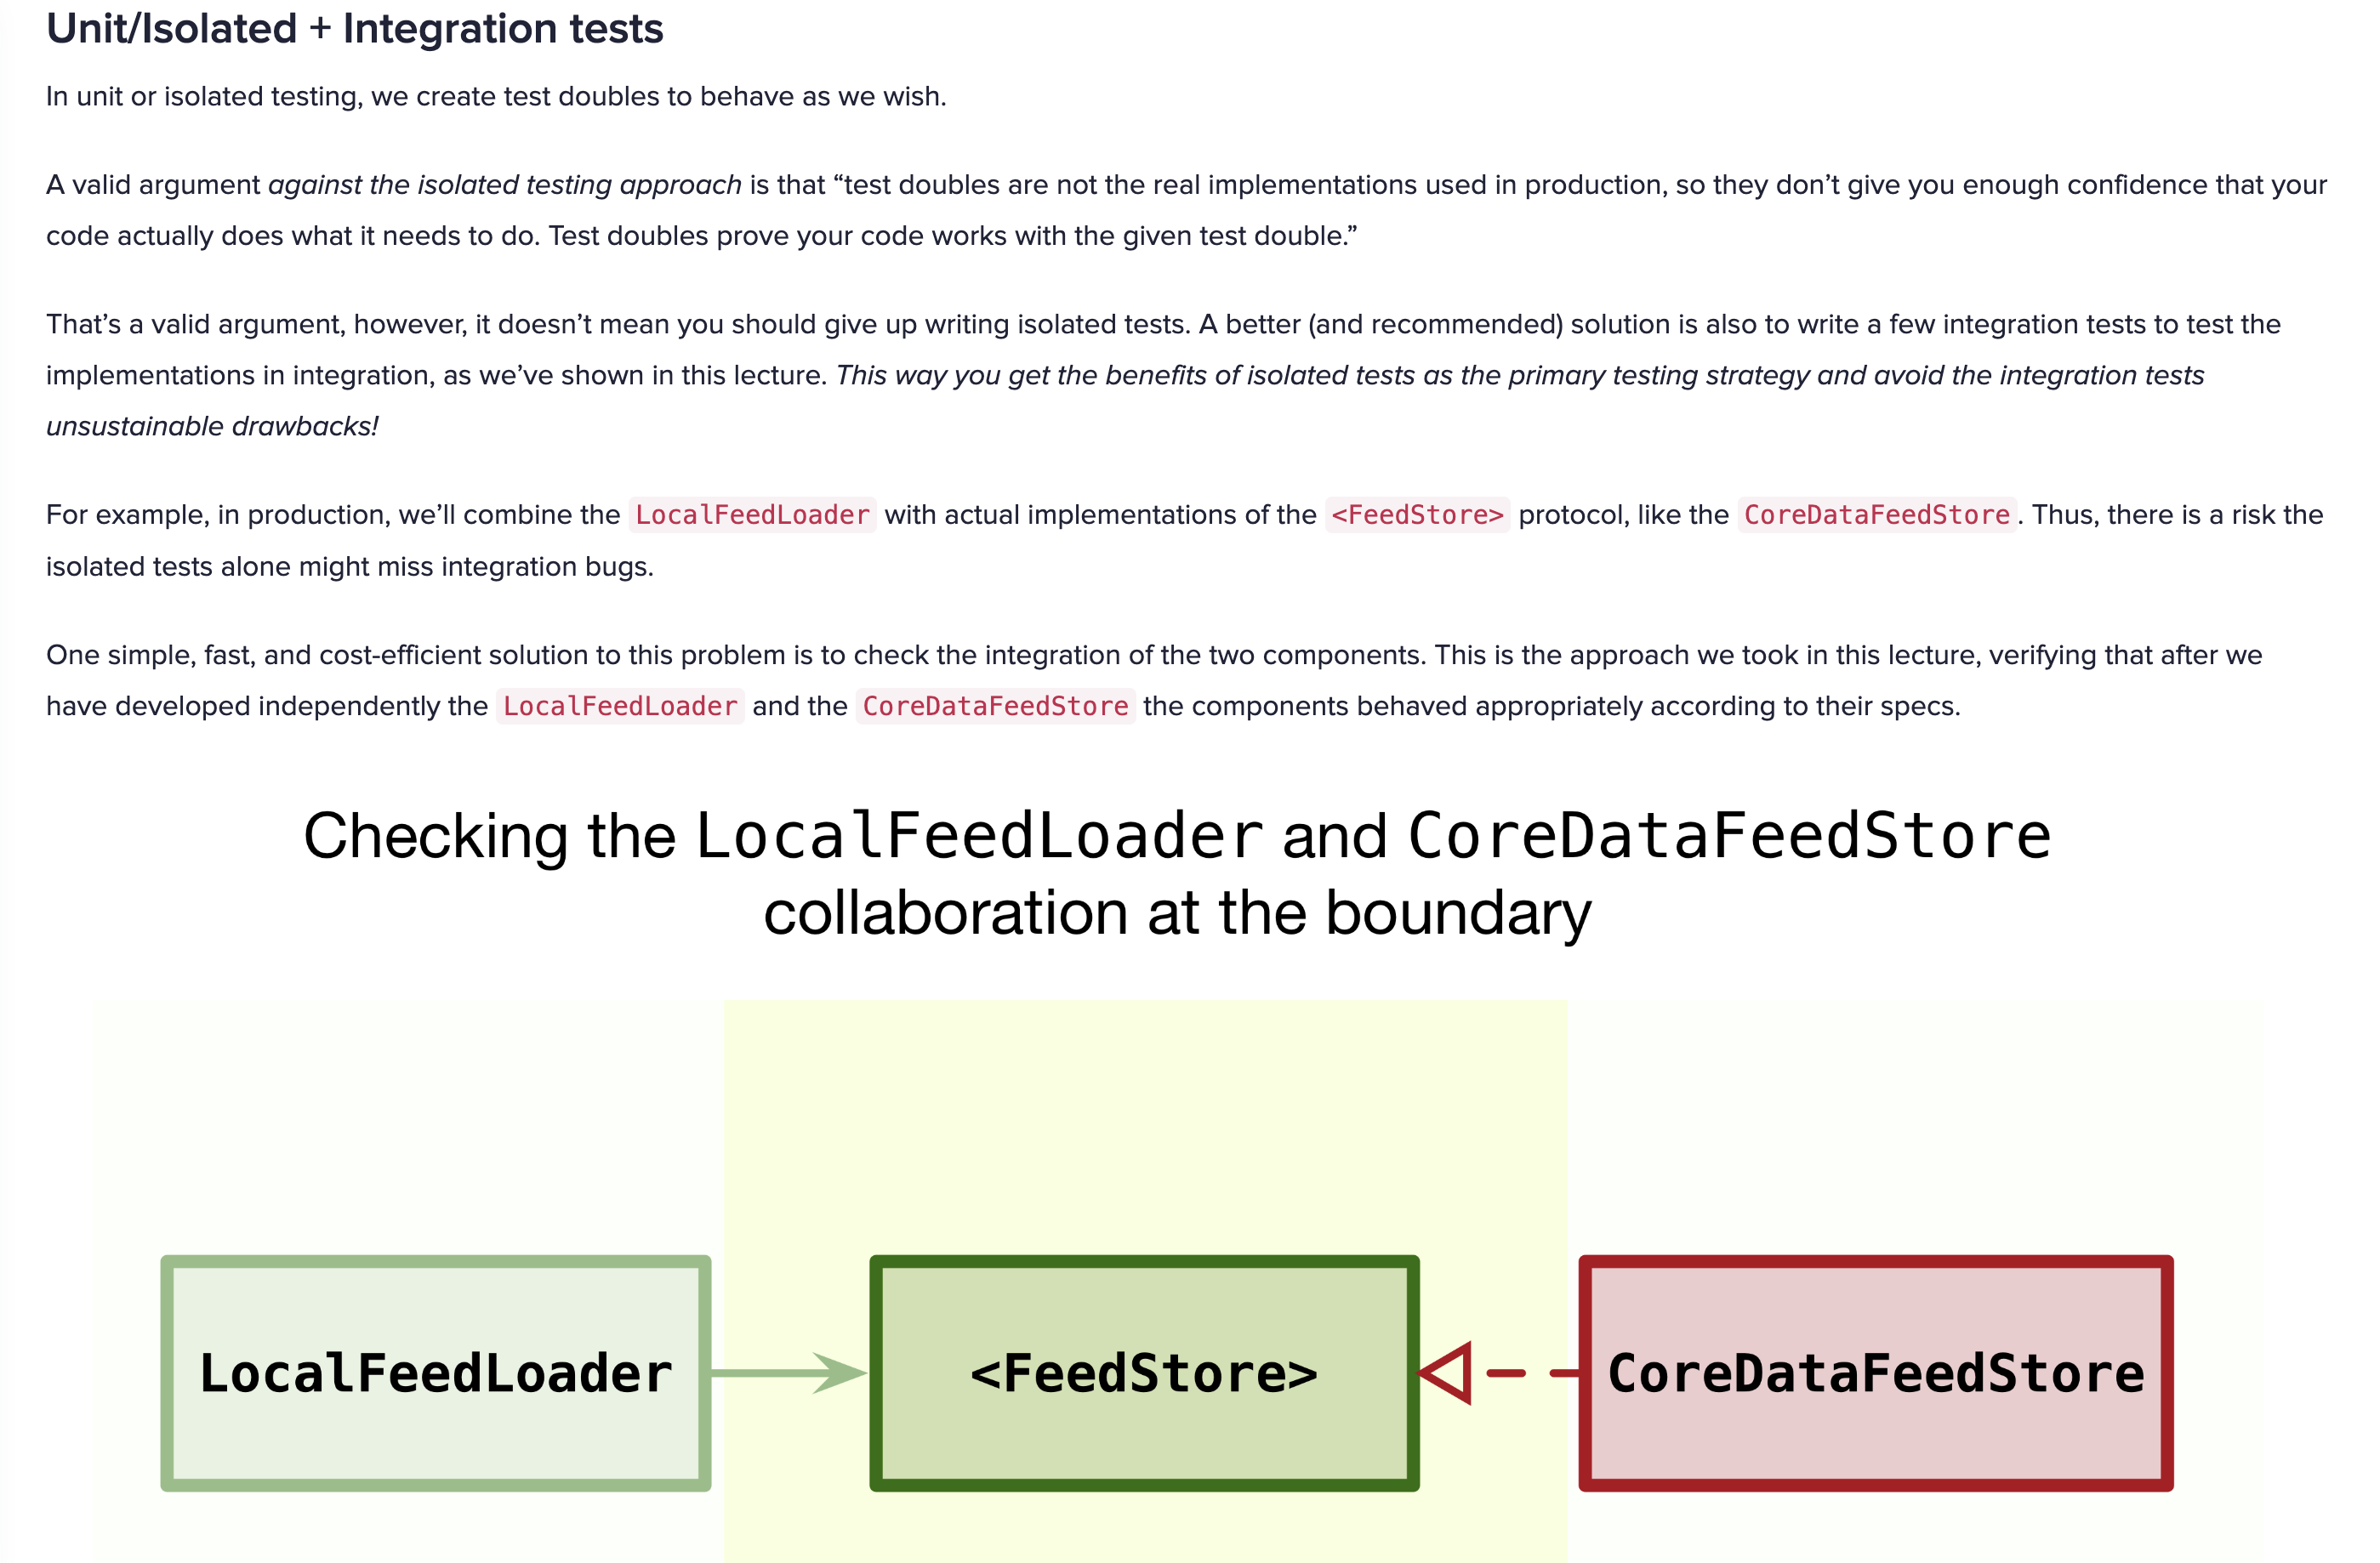 Unit/Isolated + Integration tests
In unit or isolated testing, we create test doubles to behave as we wish.
A valid argument against the isolated testing approach is that “test doubles are not the real implementations used in production, so they don’t give you enough confidence that your
code actually does what it needs to do. Test doubles prove your code works with the given test double.”
That’s a valid argument, however, it doesn’t mean you should give up writing isolated tests. A better (and recommended) solution is also to write a few integration tests to test the
implementations in integration, as we’ve shown in this lecture. This way you get the benefits of isolated tests as the primary testing strategy and avoid the integration tests
unsustainable drawbacks!
For example, in production, we’ll combine the LocalFeedLoader with actual implementations of the <FeedStore> protocol, like the CoreDataFeedStore. Thus, there is a risk the
isolated tests alone might miss integration bugs.
One simple, fast, and cost-efficient solution to this problem is to check the integration of the two components. This is the approach we took in this lecture, verifying that after we
have developed independently the LocalFeedLoader and the CoreDataFeedStore the components behaved appropriately according to their specs.
Checking the LocalFeedLoader and CoreDataFeedStore
collaboration at the boundary
LocalFeedLoader
<FeedStore>
CoreDataFeedStore